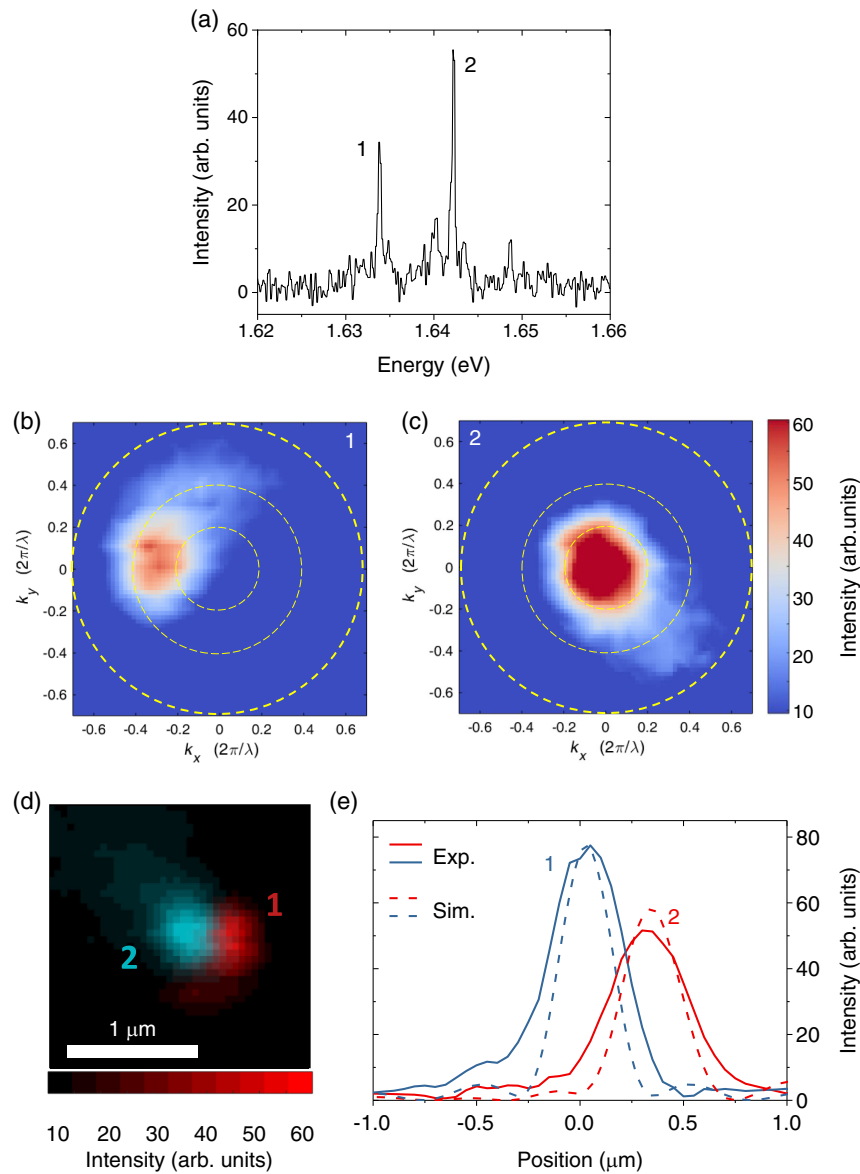 (a)
60
40
20
0
Intensity (arb. units)
1
2
1.62 1.63 1.64 1.65 1.66
Energy (eV)
(b)
1
0.6
0.4
0.2
0
-0.2
-0.4
-0.6
k_y (2π/λ)
-0.6 -0.4 -0.2 0 0.2 0.4 0.6
k_x (2π/λ)
(c)
2
0.6
0.4
0.2
0
-0.2
-0.4
-0.6
k_y (2π/λ)
-0.6 -0.4 -0.2 0 0.2 0.4 0.6
k_x (2π/λ)
60
50
40
30
20
10
Intensity (arb.units)
(d)
1
2
1 μm
10 20 30 40 50 60
Intensity (arb. units)
(e)
Exp.
Sim.
1
2
80
60
40
20
0
Intensity (arb. units)
-1.0 -0.5 0.0 0.5 1.0
Position (μm)